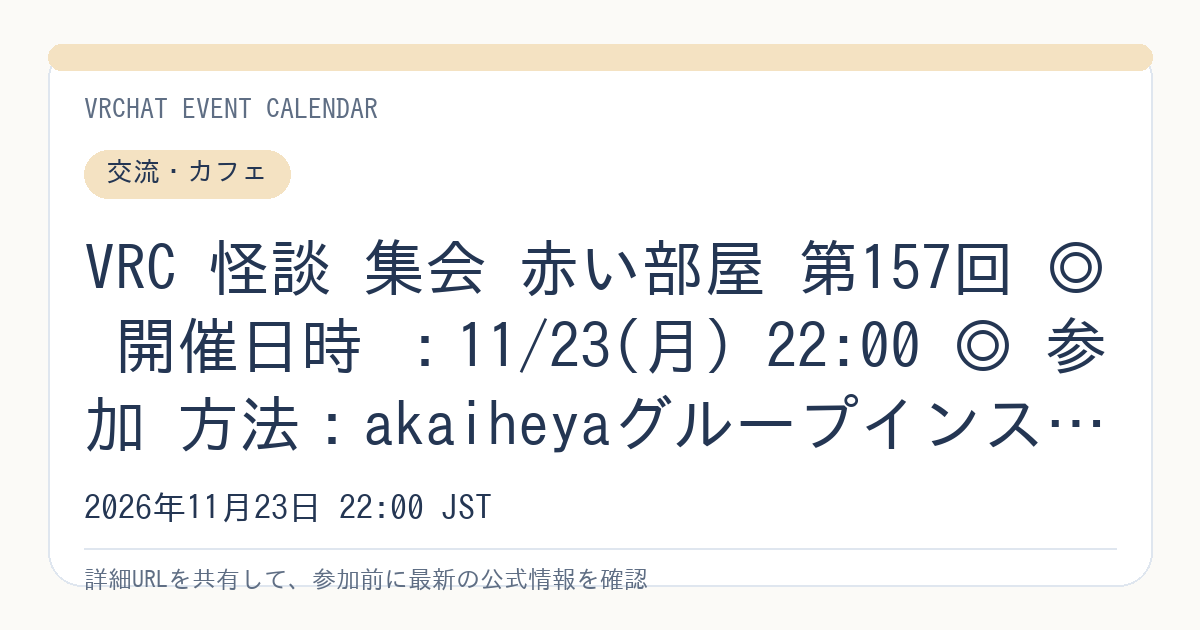 VRCHAT EVENT CALENDAR
交流・カフェ
VRC 怪談 集会 赤い部屋 第157回 ◎
開催日時 ：11/23(月) 22:00 ◎ 参
加 方法：akaiheyaグループインス…
2026年11月23日 22:00 JST
詳細URLを共有して、参加前に最新の公式情報を確認